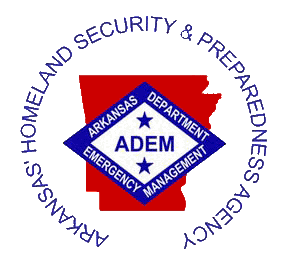 ARKANSAS' HOMELAND SECURITY & PREPAREDNESS AGENCY
ARKANSAS
DEPARTMENT
ADEM
EMERGENCY
MANAGEMENT